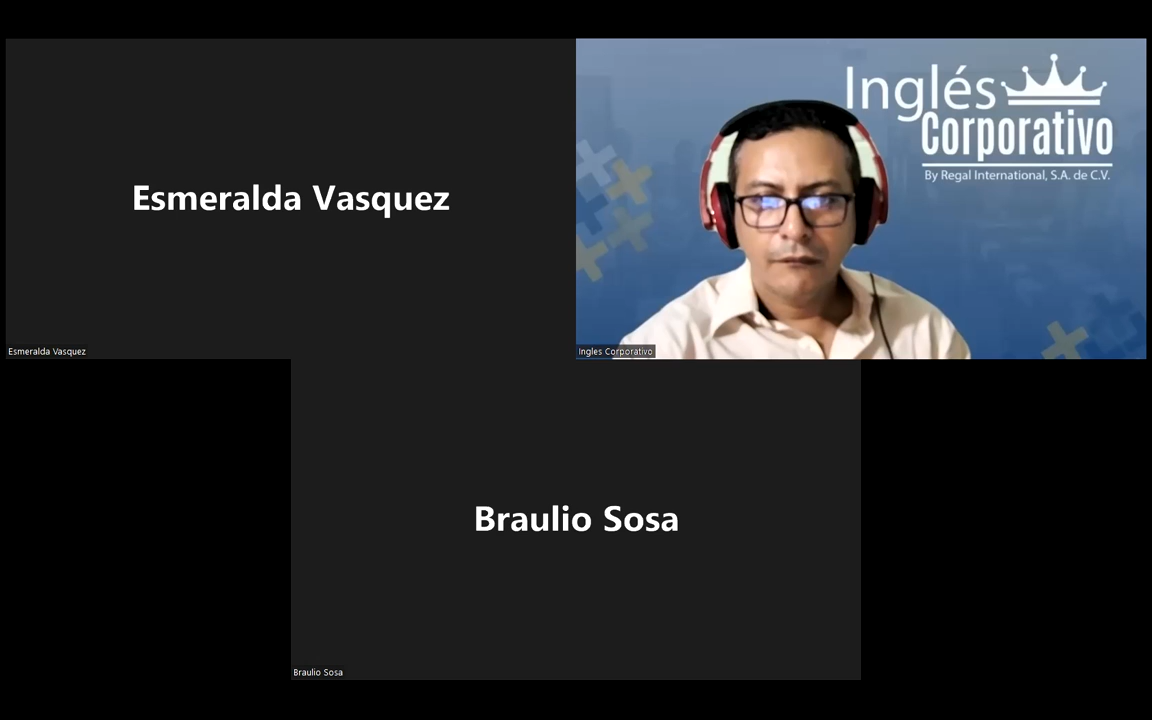 Esmeralda Vasquez
Esmeralda Vasquez
Inglés
Corporativo
By Regal International, S.A. de C.V.
Ingles Corporativo
Braulio Sosa
Braulio Sosa